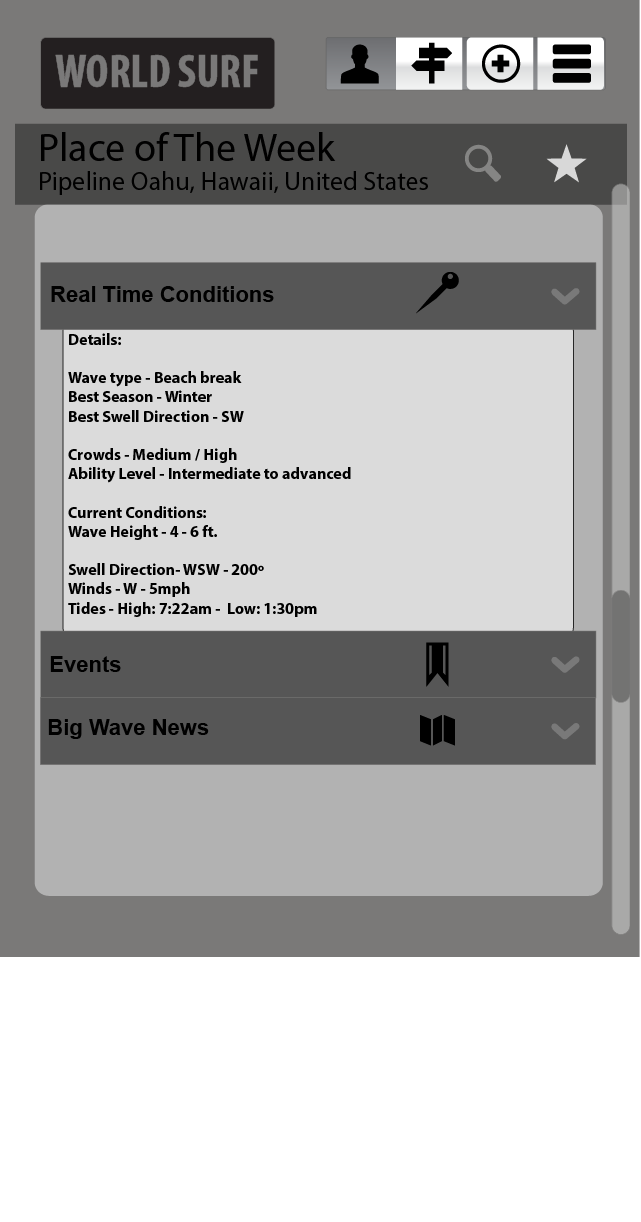 WORLD SURF
Place of The Week
Pipeline Oahu, Hawaii, United States
Real Time Conditions
Details:
Wave type - Beach break
Best Season - Winter
Best Swell Direction - SW
Crowds - Medium / High
Ability Level - Intermediate to advanced
Current Conditions:
Wave Height - 4 - 6 ft.
Swell Direction- WSW - 200º
Winds - W - 5mph
Tides - High: 7:22am -  Low: 1:30pm
Events
Big Wave News